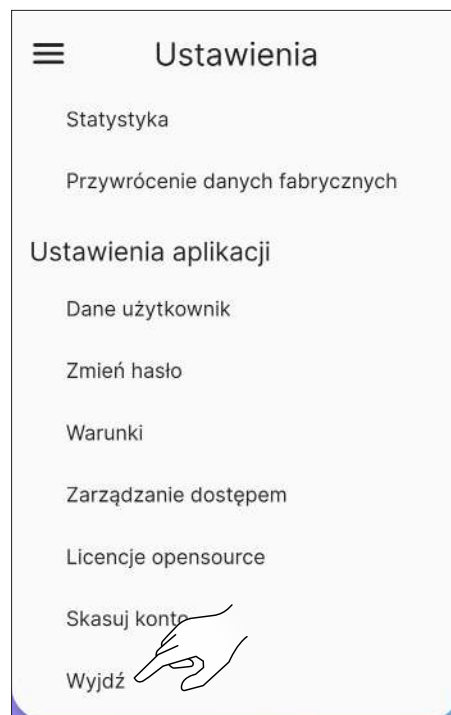 Ustawienia
Statystyka
Przywrócenie danych fabrycznych
Ustawienia aplikacji
Dane użytkownik
Zmień hasło
Warunki
Zarządzanie dostępem
Licencje opensource
Skasuj konto
Wyjdź